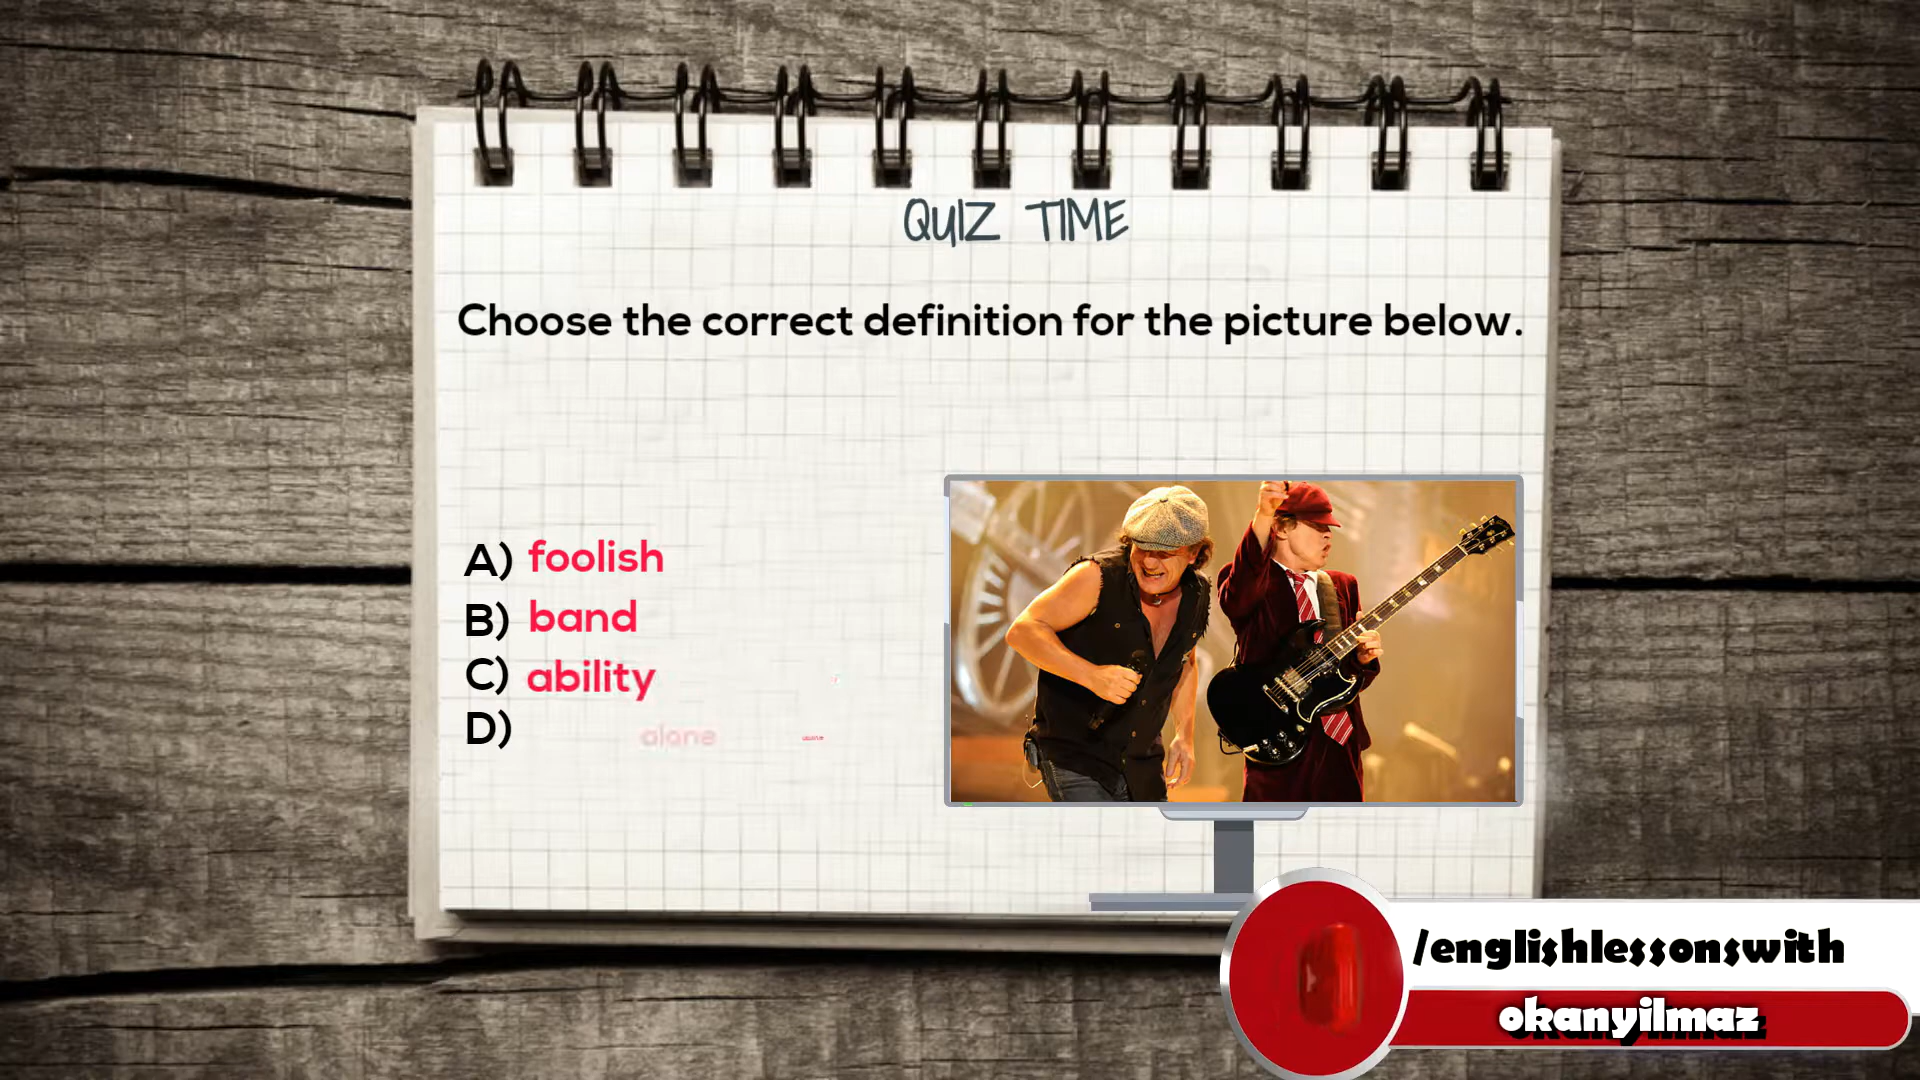 QUIZ TIME
Choose the correct definition for the picture below.
A) foolish
B) band
C) ability
D) alone
/englishlessonswith
okanyilmaz